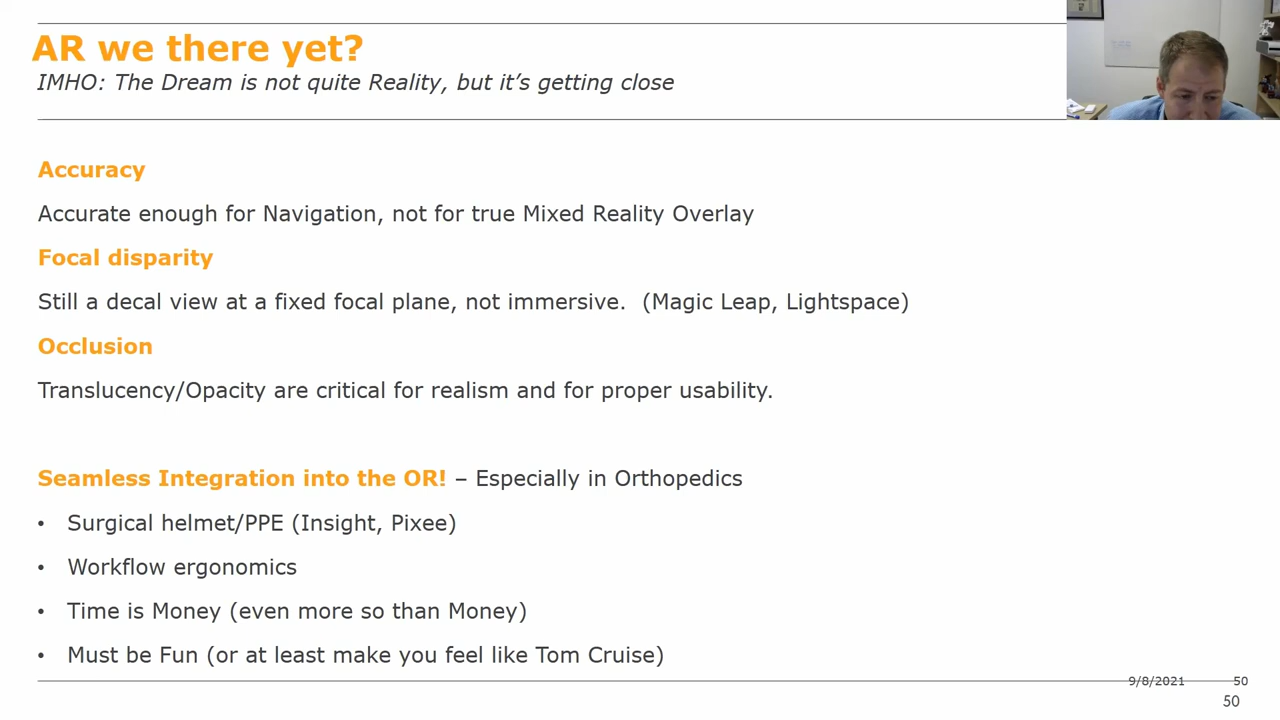 AR we there yet?
IMHO: The Dream is not quite Reality, but it’s getting close
Accuracy
Accurate enough for Navigation, not for true Mixed Reality Overlay
Focal disparity
Still a decal view at a fixed focal plane, not immersive.  (Magic Leap, Lightspace)
Occlusion
Translucency/Opacity are critical for realism and for proper usability.
Seamless Integration into the OR! – Especially in Orthopedics
• Surgical helmet/PPE (Insight, Pixee)
• Workflow ergonomics
• Time is Money (even more so than Money)
• Must be Fun (or at least make you feel like Tom Cruise)
9/8/2021 50
50